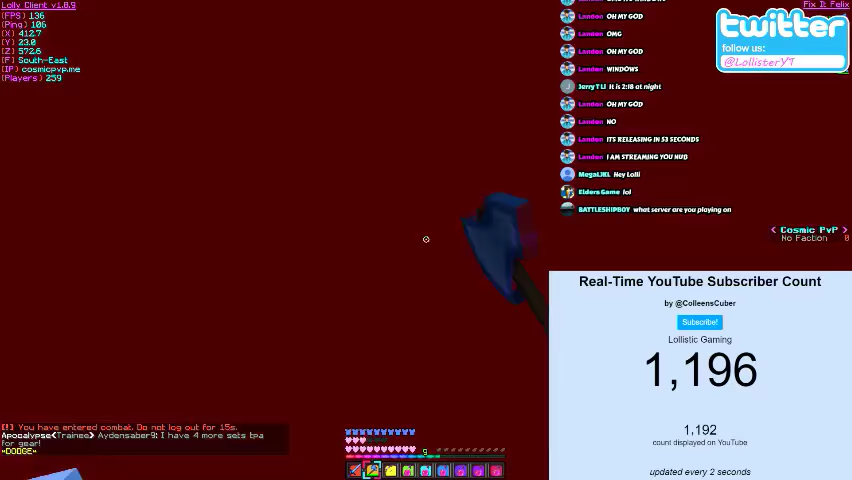 Lolly Client v1.8.9
(FPS) 136
(Ping) 106
(X) 412.7
(Y) 23.0
(Z) 572.6
(F) South-East
(IP) cosmicpvp.me
(Players) 259
Fix It Felix
twitter
follow us:
@LollisterYT
Landon OH MY GOD
Landon OMG
Landon OH MY GOD
Landon WINDOWS
J Jerry T LI It is 2:18 at night
Landon OH MY GOD
Landon NO
Landon ITS RELEASING IN 53 SECONDS
Landon I AM STREAMING YOU NUB
MegaIJKL Hey Lolli
Elders Game lol
BATTLESHIPBOY what server are you playing on
< Cosmic PvP >
No Faction 0
Real-Time YouTube Subscriber Count
by @ColleensCuber
Subscribe!
Lollistic Gaming
1,196
1,192
count displayed on YouTube
updated every 2 seconds
[!] You have entered combat. Do not log out for 15s.
Apocalypse<Trainee> Aydensaber9: I have 4 more sets tpa
for gear!
«DODGE»